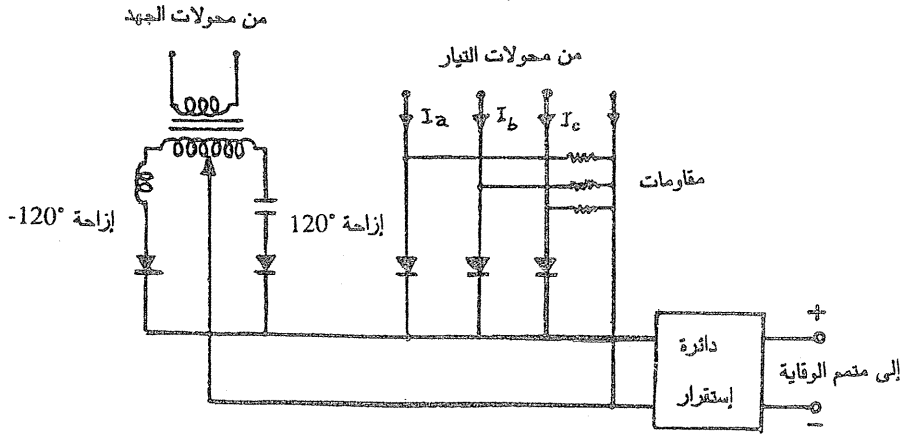 من محولات الجهد
من محولات التيار
Ia
Ib
Ic
مقاومات
-120° إزاحة
120° إزاحة
دائرة
إستقرار
+
إلى متمم الوقاية
-